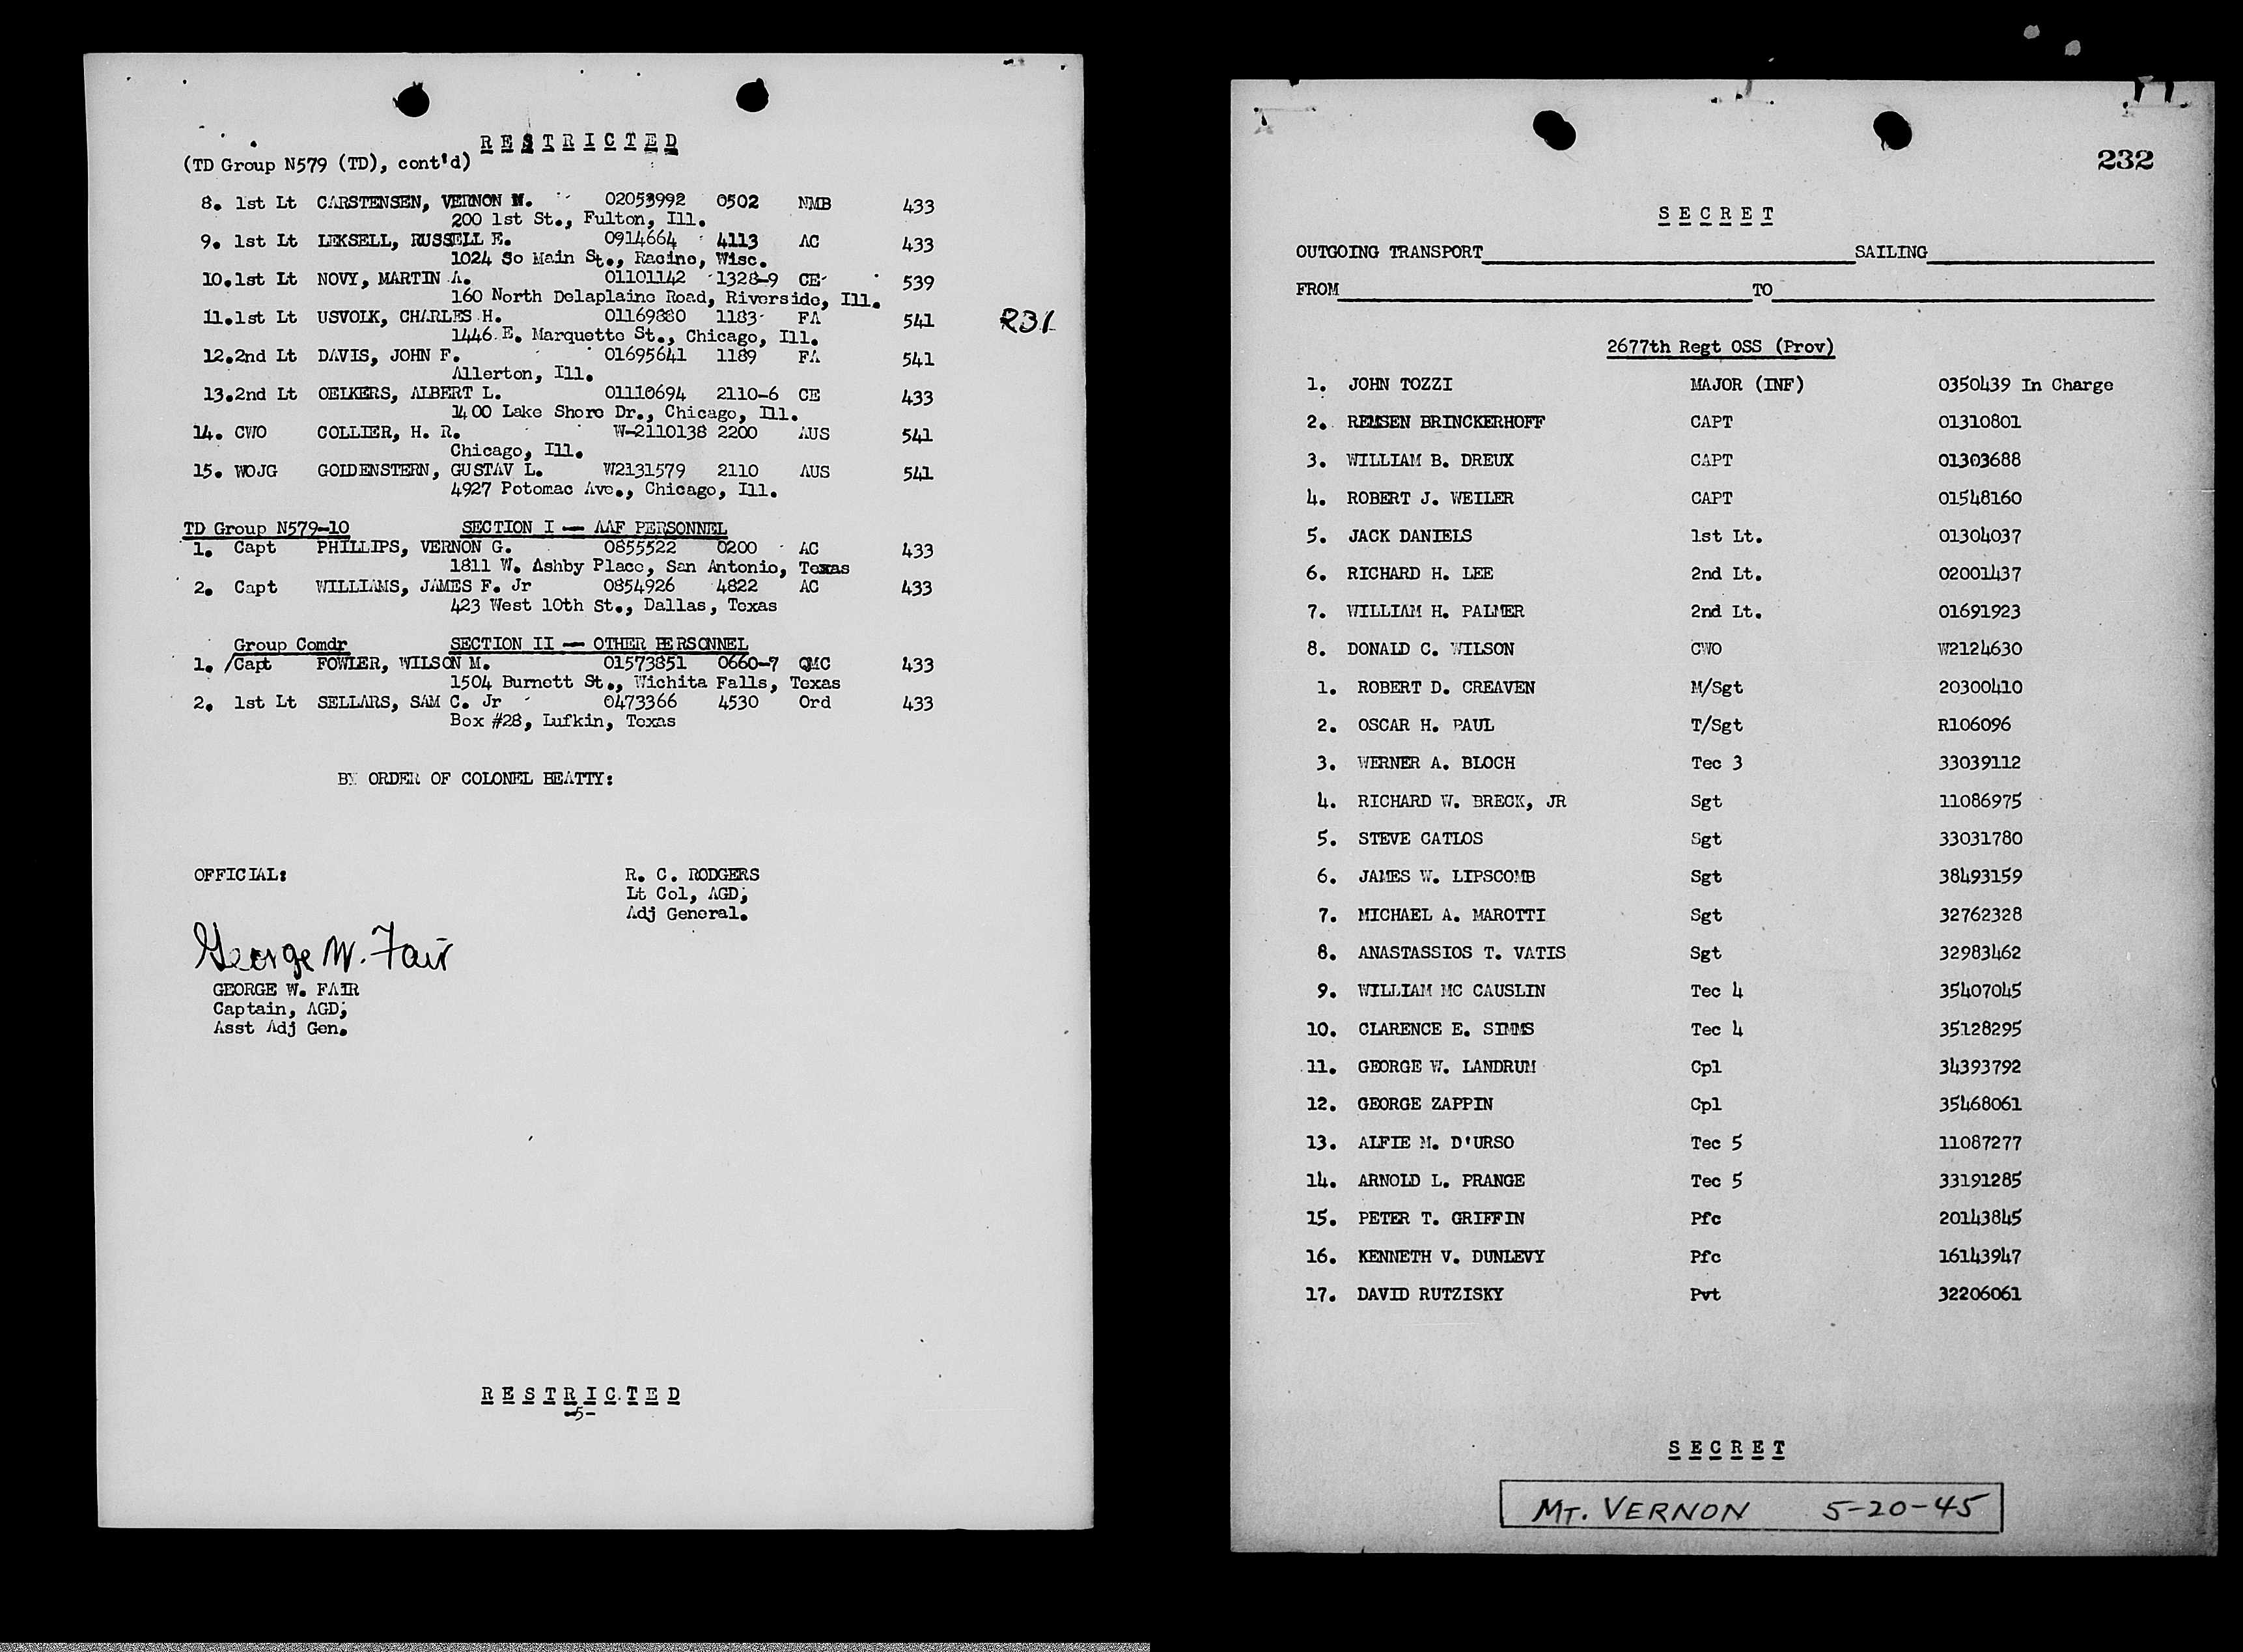 R E S T R I C T E D
(TD Group N579 (TD), cont'd)
8. 1st Lt CARSTENSEN, VERNON M. 02053992 0502 NMB 433
200 1st St., Fulton, Ill.
9. 1st Lt LEKSELL, RUSSELL E. 0914664 4113 AC 433
1024 So Main St., Racine, Wisc.
10.1st Lt NOVY, MARTIN A. 01101142 1328-9 CE 539
160 North Delaplaine Road, Riverside, Ill.
11.1st Lt USVOLK, CHARLES H. 01169880 1183 FA 541
1446 E. Marquette St., Chicago, Ill.
12.2nd Lt DAVIS, JOHN F. 01695641 1189 FA 541
Allerton, Ill.
13.2nd Lt OELKERS, ALBERT L. 01110694 2110-6 CE 433
1400 Lake Shore Dr., Chicago, Ill.
14. CWO COLLIER, H. R. W-2110138 2200 AUS 541
Chicago, Ill.
15. WOJG GOLDENSTERN, GUSTAV L. W2131579 2110 AUS 541
4927 Potomac Ave., Chicago, Ill.
231
TD Group N579-10 SECTION I -- AAF PERSONNEL
1. Capt PHILLIPS, VERNON G. 0855522 0200 AC 433
1811 W. Ashby Place, San Antonio, Texas
2. Capt WILLIAMS, JAMES F. Jr 0854926 4822 AC 433
423 West 10th St., Dallas, Texas
Group Comdr SECTION II -- OTHER PERSONNEL
1. /Capt FOWLER, WILSON M. 01573851 0660-7 QMC 433
1504 Burnett St., Wichita Falls, Texas
2. 1st Lt SELLARS, SAM C. Jr 0473366 4530 Ord 433
Box #28, Lufkin, Texas
BY ORDER OF COLONEL BEATTY:
OFFICIAL: R. C. RODGERS
Lt Col, AGD;
Adj General.
George W. Fair
GEORGE W. FAIR
Captain, AGD;
Asst Adj Gen.
R E S T R I C T E D
-5-
232
S E C R E T
OUTGOING TRANSPORT SAILING
FROM TO
2677th Regt OSS (Prov)
1. JOHN TOZZI MAJOR (INF) 0350439 In Charge
2. REMSEN BRINCKERHOFF CAPT 01310801
3. WILLIAM B. DREUX CAPT 01303688
4. ROBERT J. WEILER CAPT 01548160
5. JACK DANIELS 1st Lt. 01304037
6. RICHARD H. LEE 2nd Lt. 02001437
7. WILLIAM H. PALMER 2nd Lt. 01691923
8. DONALD C. WILSON CWO W2124630
1. ROBERT D. CREAVEN M/Sgt 20300410
2. OSCAR H. PAUL T/Sgt R106096
3. WERNER A. BLOCH Tec 3 33039112
4. RICHARD W. BRECK, JR Sgt 11086975
5. STEVE CATLOS Sgt 33031780
6. JAMES W. LIPSCOMB Sgt 38493159
7. MICHAEL A. MAROTTI Sgt 32762328
8. ANASTASSIOS T. VATIS Sgt 32983462
9. WILLIAM MC CAUSLIN Tec 4 35407045
10. CLARENCE E. SIMMS Tec 4 35128295
11. GEORGE W. LANDRUM Cpl 34393792
12. GEORGE ZAPPIN Cpl 35468061
13. ALFIE M. D'URSO Tec 5 11087277
14. ARNOLD L. PRANGE Tec 5 33191285
15. PETER T. GRIFFIN Pfc 20143845
16. KENNETH V. DUNLEVY Pfc 16143947
17. DAVID RUTZISKY Pvt 32206061
S E C R E T
MT. VERNON 5-20-45